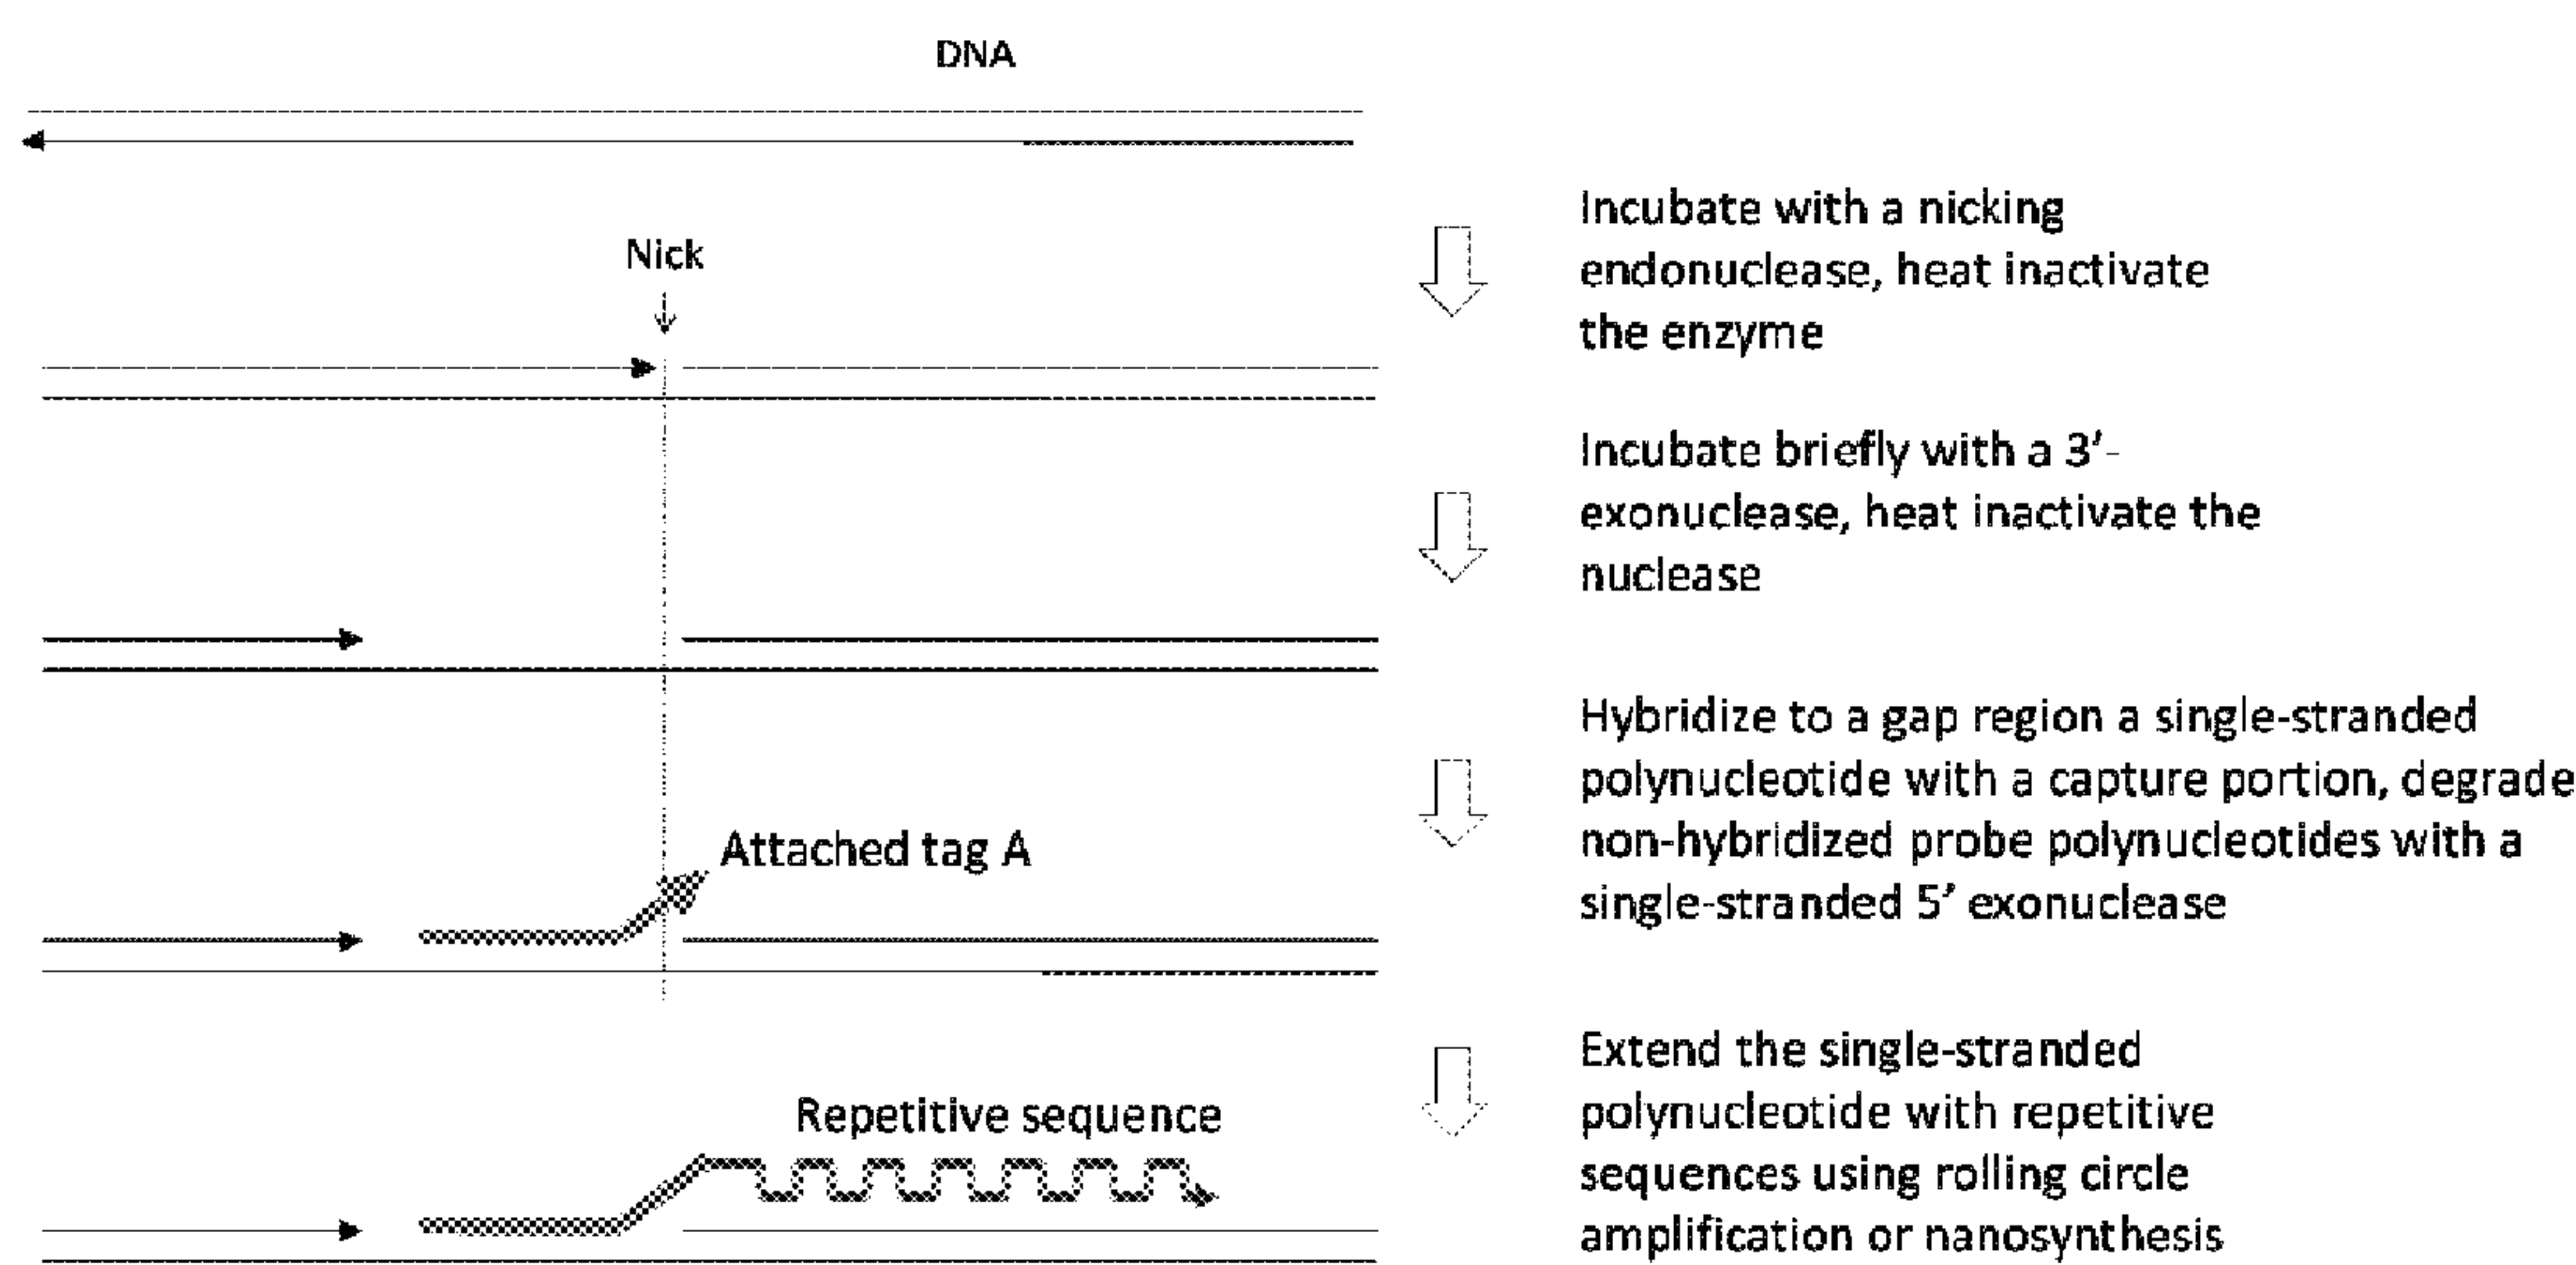 DNA
Incubate with a nicking
endonuclease, heat inactivate
the enzyme
Nick
Incubate briefly with a 3'-
exonuclease, heat inactivate the
nuclease
Hybridize to a gap region a single-stranded
polynucleotide with a capture portion, degrade
non-hybridized probe polynucleotides with a
single-stranded 5' exonuclease
Attached tag A
Extend the single-stranded
polynucleotide with repetitive
sequences using rolling circle
amplification or nanosynthesis
Repetitive sequence